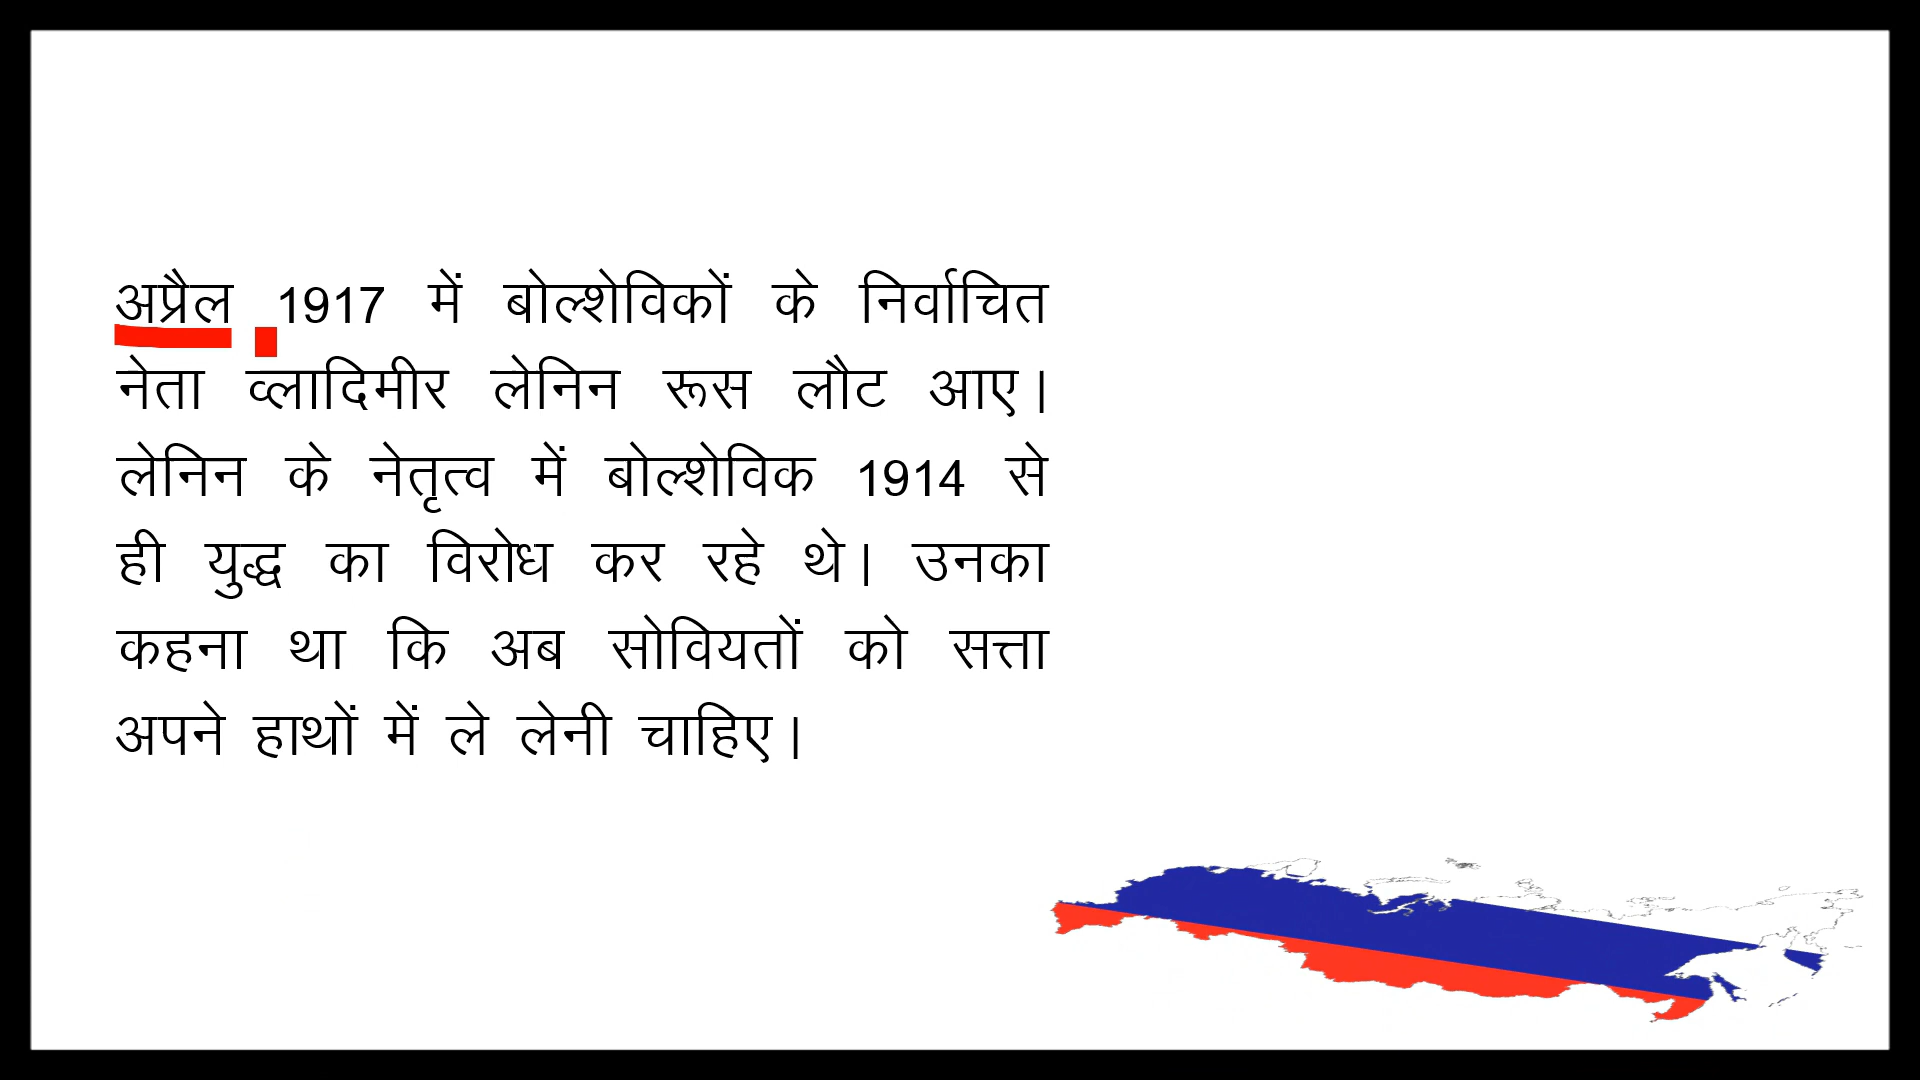 अप्रैल 1917 में बोल्शेविकों के निर्वाचित
नेता व्लादिमीर लेनिन रूस लौट आए।
लेनिन के नेतृत्व में बोल्शेविक 1914 से
ही युद्ध का विरोध कर रहे थे। उनका
कहना था कि अब सोवियतों को सत्ता
अपने हाथों में ले लेनी चाहिए।